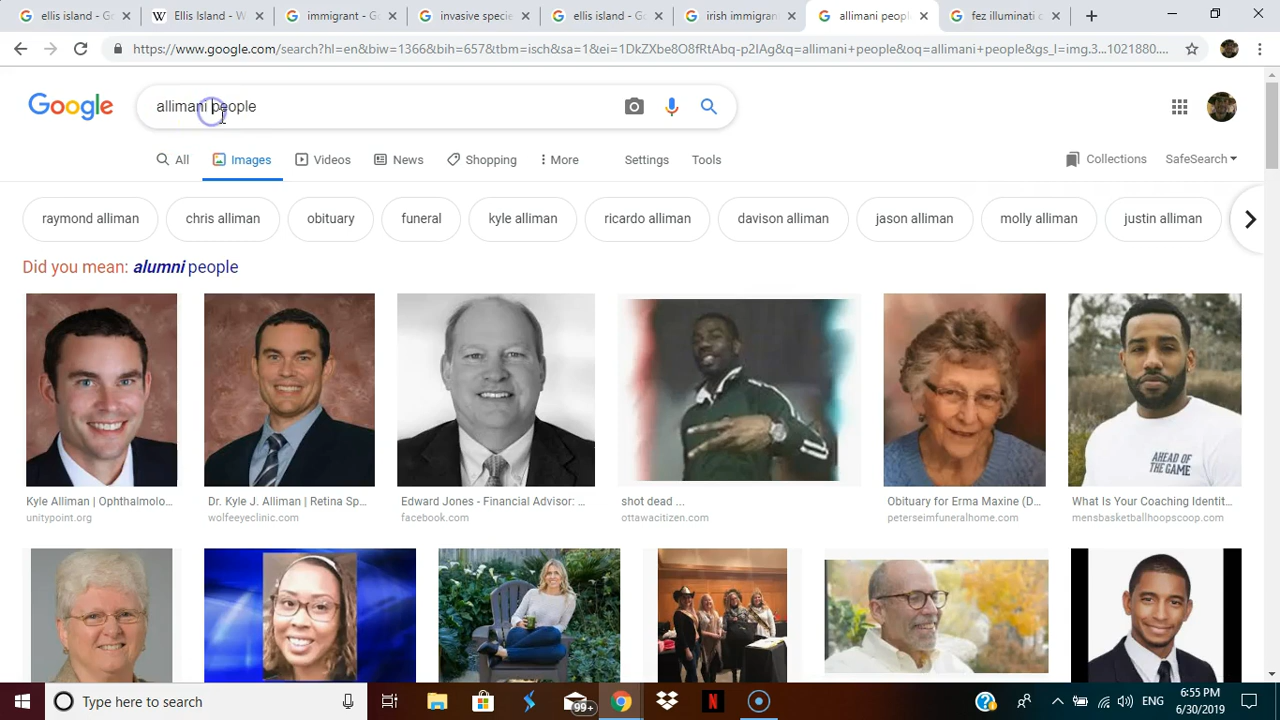 ellis island - Gr
Ellis Island - W
immigrant - Go
invasive speci
ellis island - Go
irish immigrant
allimani peopl
fez illuminati c
https://www.google.com/search?hl=en&biw=1366&bih=657&tbm=isch&sa=1&ei=1DkZXbe8O8fRtAbq-p2IAg&q=allimani+people&oq=allimani+people&gs_l=img.3...1021880....
Google
allimani people
All Images Videos News Shopping More Settings Tools Collections SafeSearch
raymond alliman chris alliman obituary funeral kyle alliman ricardo alliman davison alliman jason alliman molly alliman justin alliman
Did you mean: alumni people
AHEAD OF
THE GAME
Kyle Alliman | Ophthalmolo...
unitypoint.org
Dr. Kyle J. Alliman | Retina Sp...
wolfeeyeclinic.com
Edward Jones - Financial Advisor: ...
facebook.com
shot dead ...
ottawacitizen.com
Obituary for Erma Maxine (D...
peterseimfuneralhome.com
What Is Your Coaching Identit...
mensbasketballhoopscoop.com
Type here to search
99+
N
ENG
6:55 PM
6/30/2019